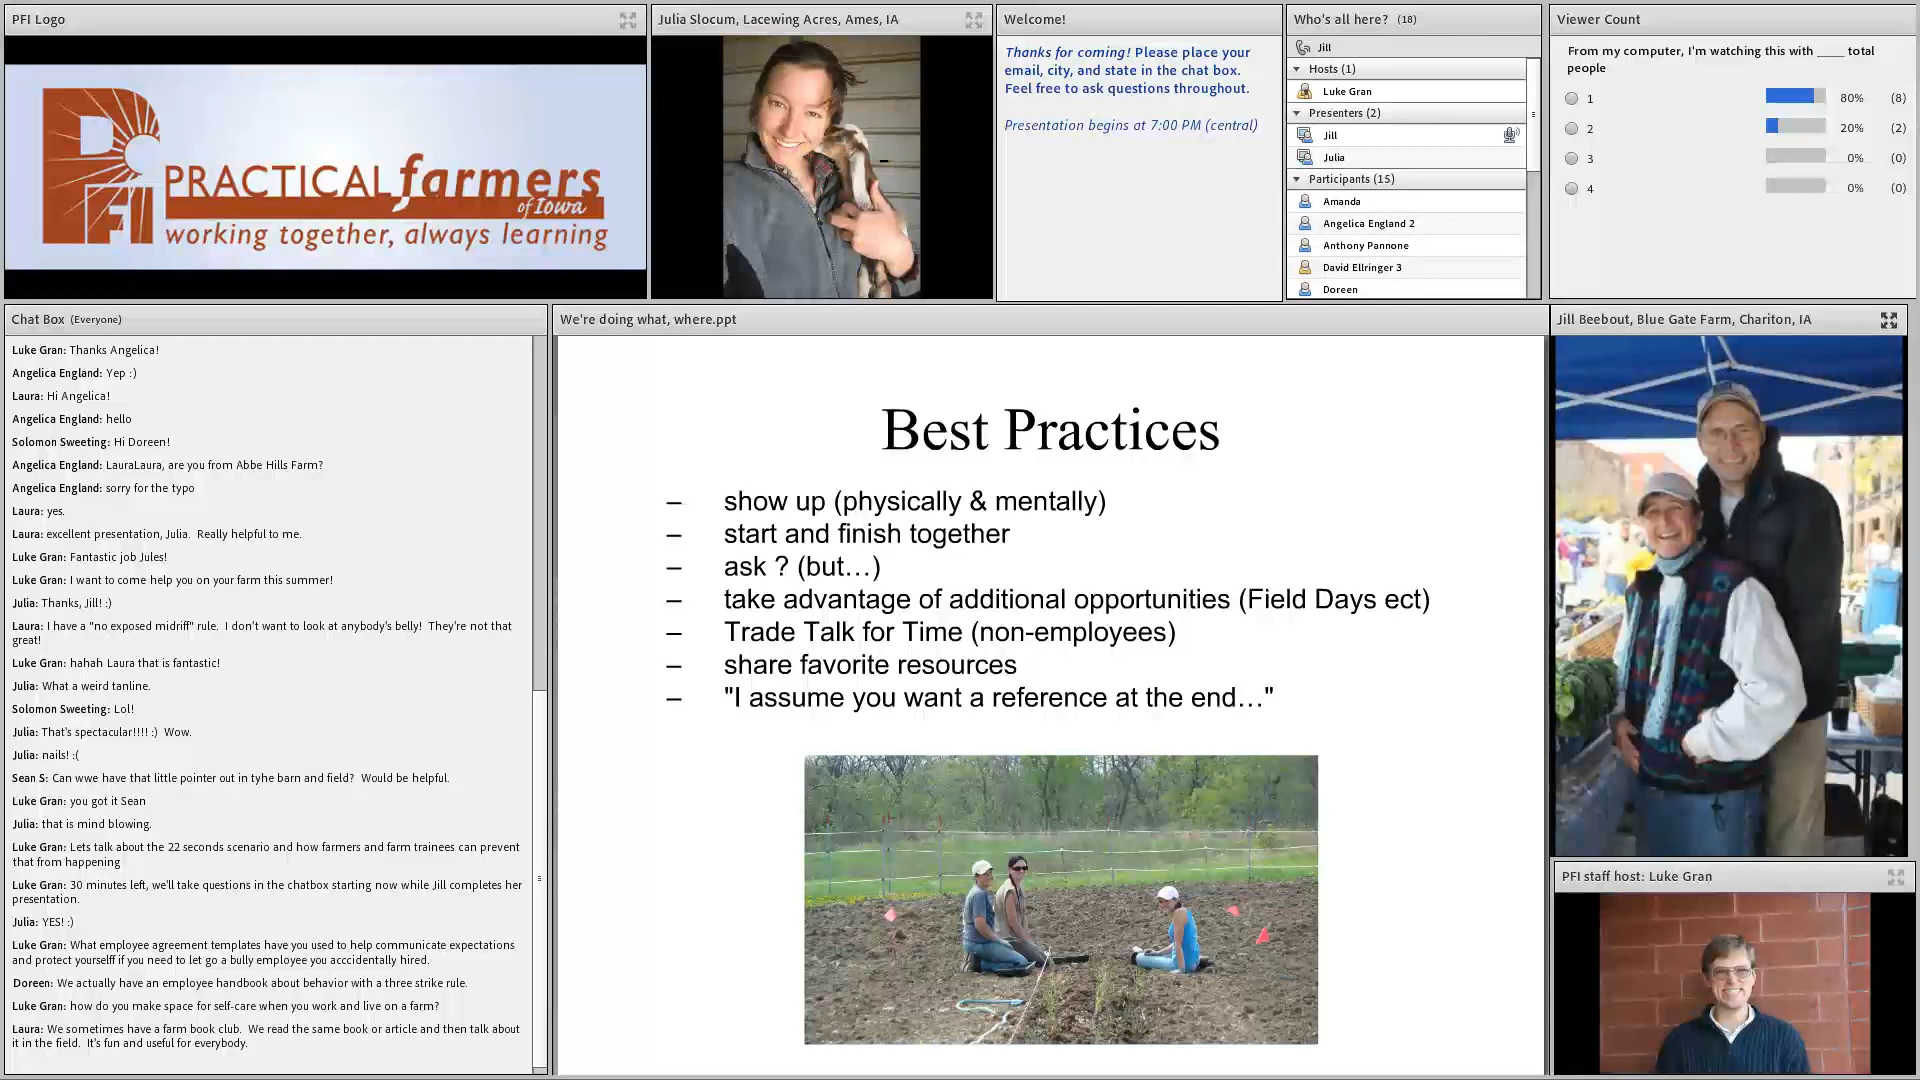 PFI Logo
PFI
PRACTICAL farmers
of Iowa
working together, always learning
Julia Slocum, Lacewing Acres, Ames, IA
Welcome!
Thanks for coming! Please place your
email, city, and state in the chat box.
Feel free to ask questions throughout.
Presentation begins at 7:00 PM (central)
Who's all here? (18)
Jill
Hosts (1)
Luke Gran
Presenters (2)
Jill
Julia
Participants (15)
Amanda
Angelica England 2
Anthony Pannone
David Ellringer 3
Doreen
Viewer Count
From my computer, I'm watching this with ____ total
people
1 80% (8)
2 20% (2)
3 0% (0)
4 0% (0)
Chat Box (Everyone)
Luke Gran: Thanks Angelica!
Angelica England: Yep :)
Laura: Hi Angelica!
Angelica England: hello
Solomon Sweeting: Hi Doreen!
Angelica England: LauraLaura, are you from Abbe Hills Farm?
Angelica England: sorry for the typo
Laura: yes.
Laura: excellent presentation, Julia. Really helpful to me.
Luke Gran: Fantastic job Jules!
Luke Gran: I want to come help you on your farm this summer!
Julia: Thanks, Jill! :)
Laura: I have a "no exposed midriff" rule. I don't want to look at anybody's belly! They're not that
great!
Luke Gran: hahah Laura that is fantastic!
Julia: What a weird tanline.
Solomon Sweeting: Lol!
Julia: That's spectacular!!!! :) Wow.
Julia: nails! :(
Sean S: Can wwe have that little pointer out in tyhe barn and field? Would be helpful.
Luke Gran: you got it Sean
Julia: that is mind blowing.
Luke Gran: Lets talk about the 22 seconds scenario and how farmers and farm trainees can prevent
that from happening
Luke Gran: 30 minutes left, we'll take questions in the chatbox starting now while Jill completes her
presentation.
Julia: YES! :)
Luke Gran: What employee agreement templates have you used to help communicate expectations
and protect yourselff if you need to let go a bully employee you acccidentally hired.
Doreen: We actually have an employee handbook about behavior with a three strike rule.
Luke Gran: how do you make space for self-care when you work and live on a farm?
Laura: We sometimes have a farm book club. We read the same book or article and then talk about
it in the field. It's fun and useful for everybody.
We're doing what, where.ppt
Best Practices
– show up (physically & mentally)
– start and finish together
– ask ? (but…)
– take advantage of additional opportunities (Field Days ect)
– Trade Talk for Time (non-employees)
– share favorite resources
– "I assume you want a reference at the end…"
Jill Beebout, Blue Gate Farm, Chariton, IA
PFI staff host: Luke Gran